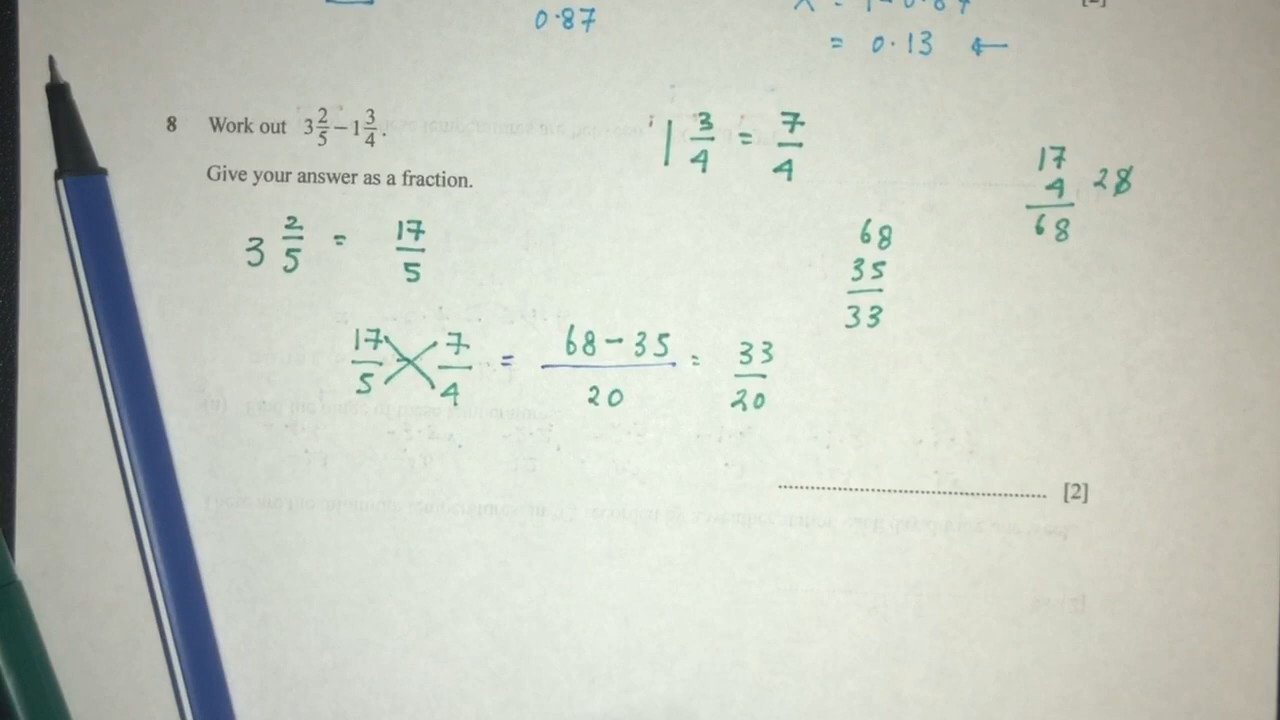 0·87
= 0·13 ←
8 Work out 3 2/5 − 1 3/4.
1 3/4 = 7/4
Give your answer as a fraction.
17
4 28
68
3 2/5 = 17/5
68
35
33
17/5 7/4 = 68-35/20 = 33/20
[2]